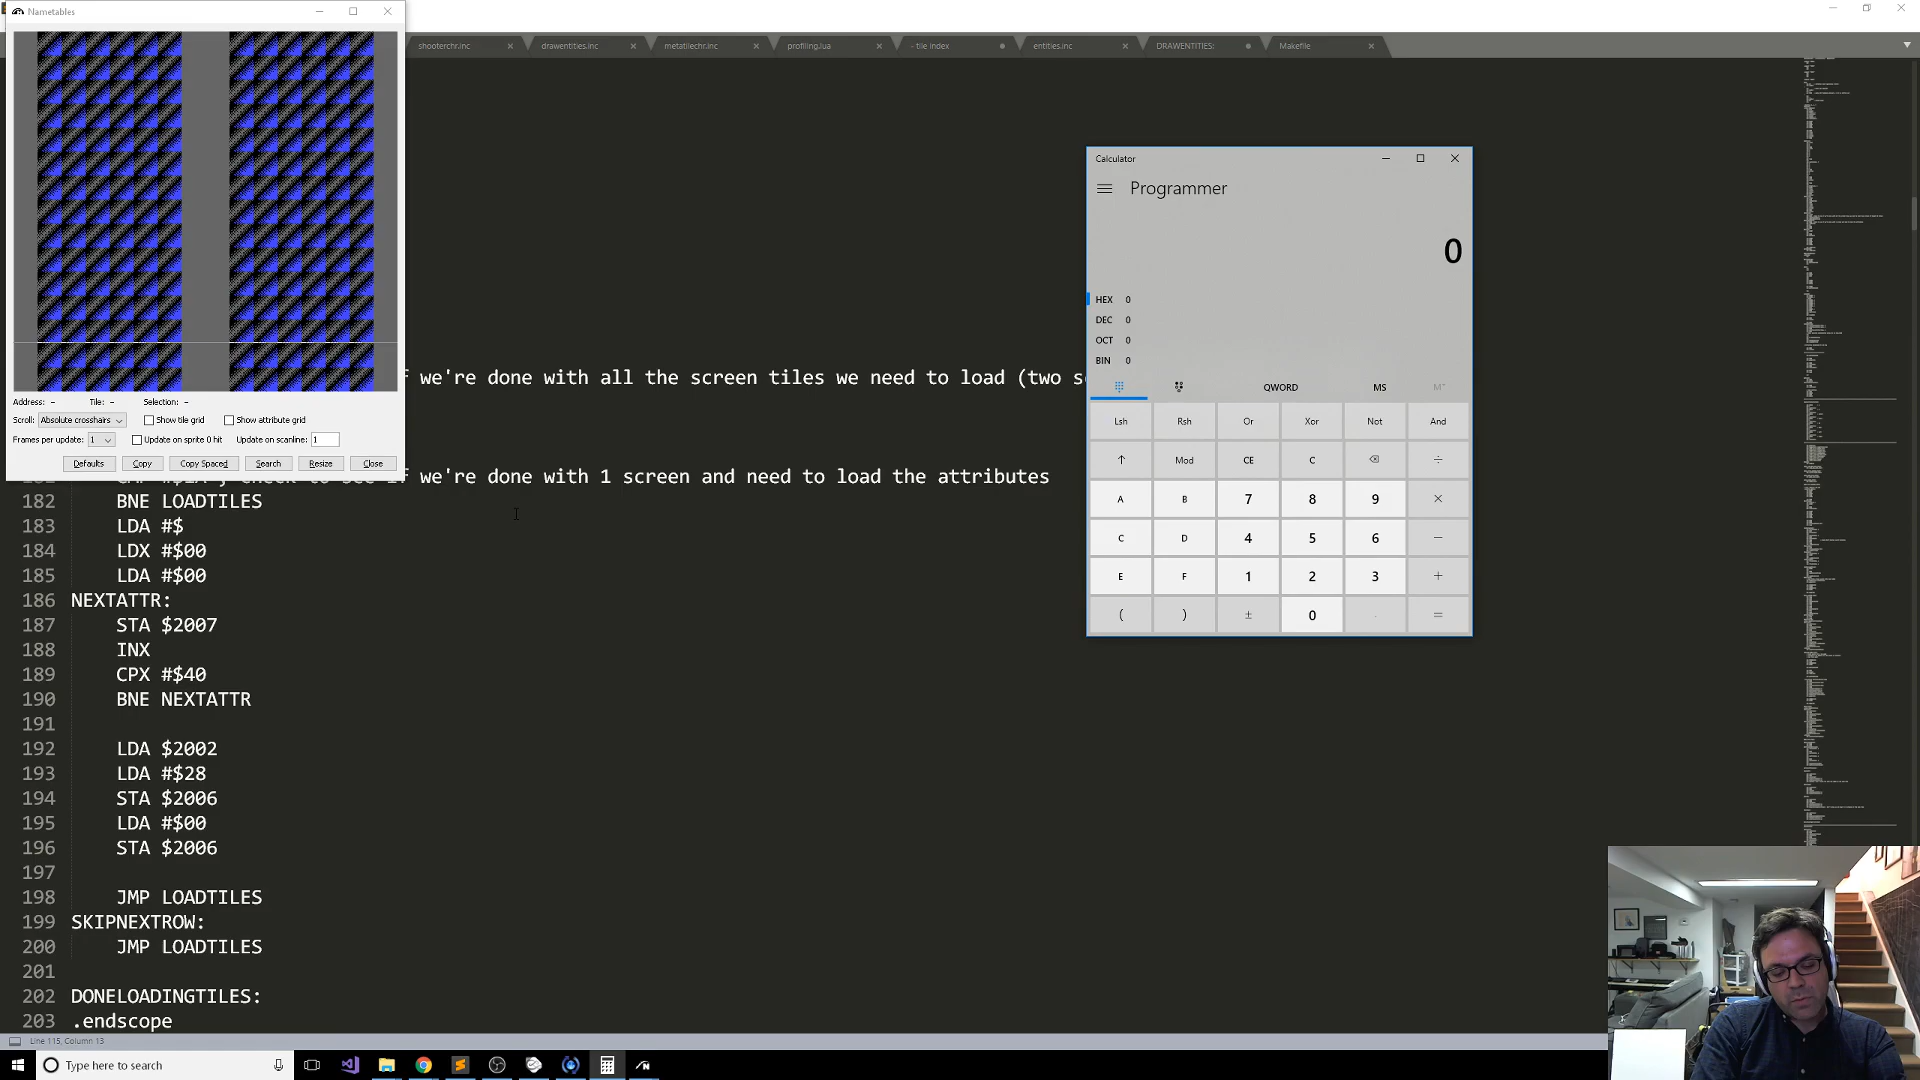 Nametables
shooterchr.inc
drawentities.inc
metatilechr.inc
profiling.lua
- tile index
entities.inc
DRAWENTITIES:
Makefile
Address: -
Tile: -
Selection: -
Scroll: Absolute crosshairs
Show tile grid
Show attribute grid
Frames per update: 1
Update on sprite 0 hit
Update on scanline: 1
Defaults
Copy
Copy Spaced
Search
Resize
Close
f we're done with all the screen tiles we need to load (two s
f we're done with 1 screen and need to load the attributes
182 BNE LOADTILES
183 LDA #$
184 LDX #$00
185 LDA #$00
186 NEXTATTR:
187 STA $2007
188 INX
189 CPX #$40
190 BNE NEXTATTR
191
192 LDA $2002
193 LDA #$28
194 STA $2006
195 LDA #$00
196 STA $2006
197
198 JMP LOADTILES
199 SKIPNEXTROW:
200 JMP LOADTILES
201
202 DONELOADINGTILES:
203 .endscope
Line 115, Column 13
Calculator
Programmer
0
HEX 0
DEC 0
OCT 0
BIN 0
QWORD MS
Lsh Rsh Or Xor Not And
↑ Mod CE C ⌫ ÷
A B 7 8 9 ×
C D 4 5 6 −
E F 1 2 3 +
( ) ± 0 . =
Type here to search